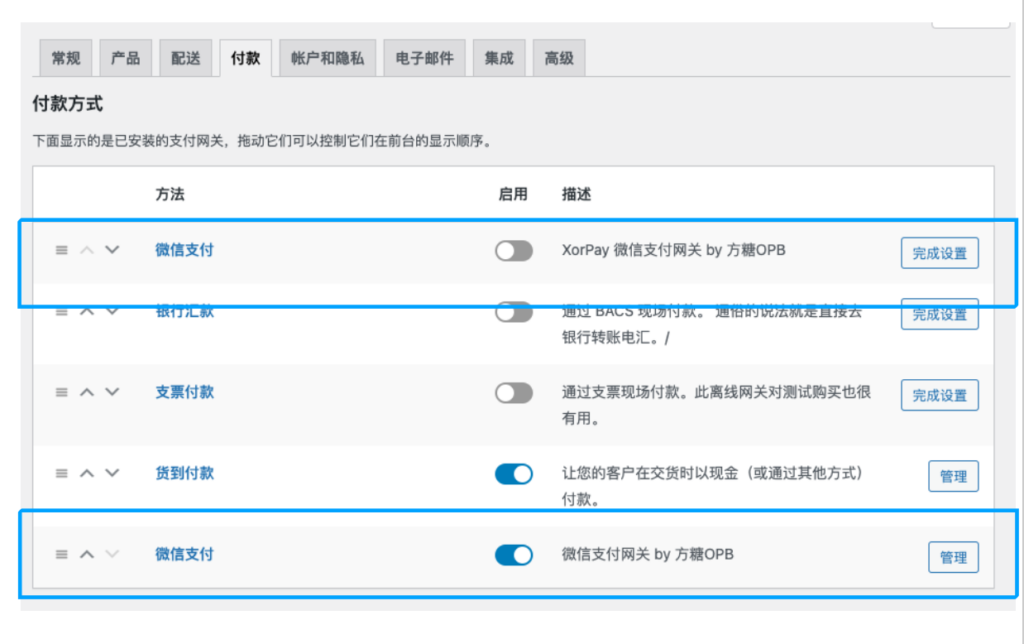 常规 产品 配送 付款 帐户和隐私 电子邮件 集成 高级
付款方式
下面显示的是已安装的支付网关，拖动它们可以控制它们在前台的显示顺序。
方法 启用 描述
微信支付 XorPay 微信支付网关 by 方糖OPB 完成设置
银行汇款 通过 BACS 现场付款。 通俗的说法就是直接去 完成设置
银行转账电汇。/
支票付款 通过支票现场付款。此离线网关对测试购买也很 完成设置
有用。
货到付款 让您的客户在交货时以现金（或通过其他方式） 管理
付款。
微信支付 微信支付网关 by 方糖OPB 管理